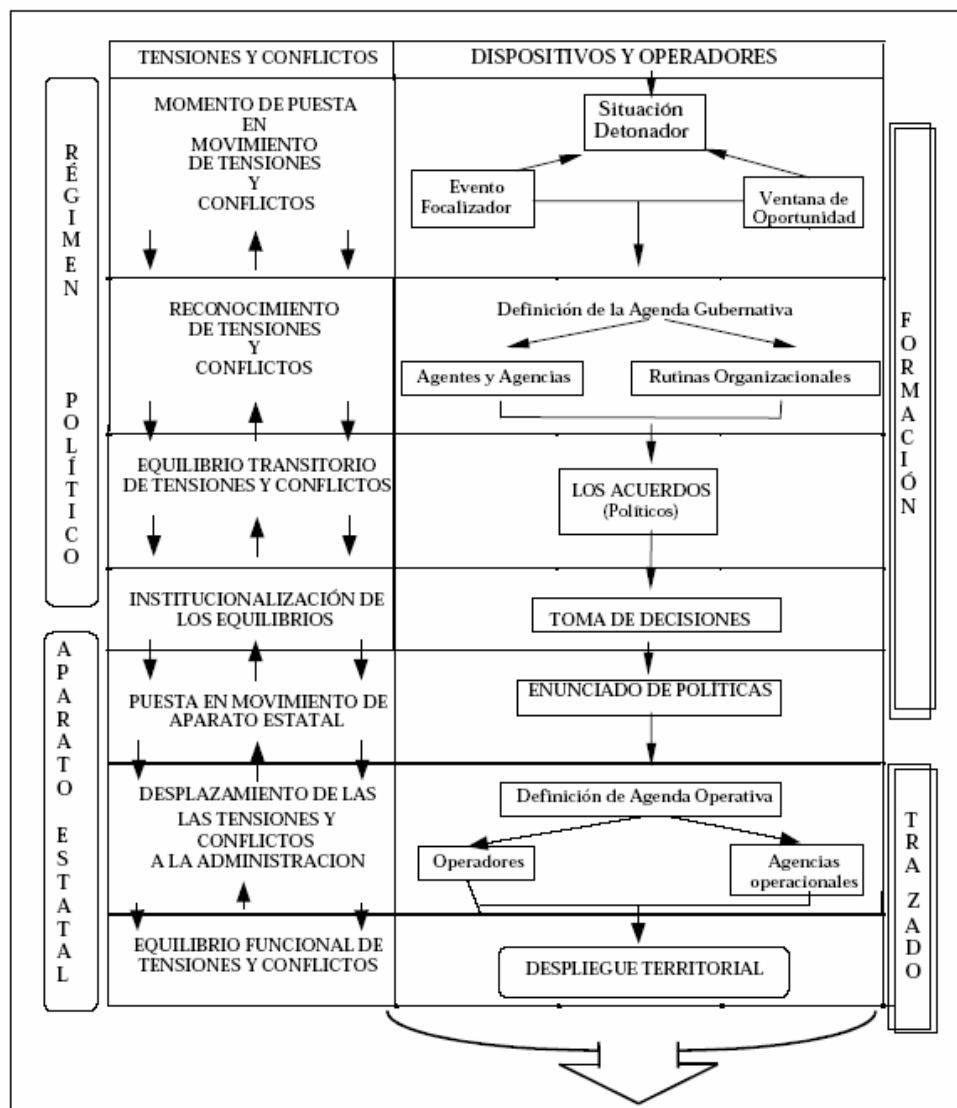 TENSIONES Y CONFLICTOS
DISPOSITIVOS Y OPERADORES
RÉGIMEN POLÍTICO
MOMENTO DE PUESTA
EN
MOVIMIENTO
DE TENSIONES
Y
CONFLICTOS
Situación
Detonador
Evento
Focalizador
Ventana de
Oportunidad
FORMACIÓN
RECONOCIMIENTO
DE TENSIONES
Y
CONFLICTOS
Definición de la Agenda Gubernativa
Agentes y Agencias
Rutinas Organizacionales
EQUILIBRIO TRANSITORIO
DE TENSIONES Y CONFLICTOS
LOS ACUERDOS
(Políticos)
INSTITUCIONALIZACIÓN DE
LOS EQUILIBRIOS
TOMA DE DECISIONES
APARATO ESTATAL
PUESTA EN MOVIMIENTO DE
APARATO ESTATAL
ENUNCIADO DE POLÍTICAS
DESPLAZAMIENTO DE LAS
LAS TENSIONES Y
CONFLICTOS
A LA ADMINISTRACION
Definición de Agenda Operativa
Operadores
Agencias
operacionales
TRA ZADO
EQUILIBRIO FUNCIONAL DE
TENSIONES Y CONFLICTOS
DESPLIEGUE TERRITORIAL